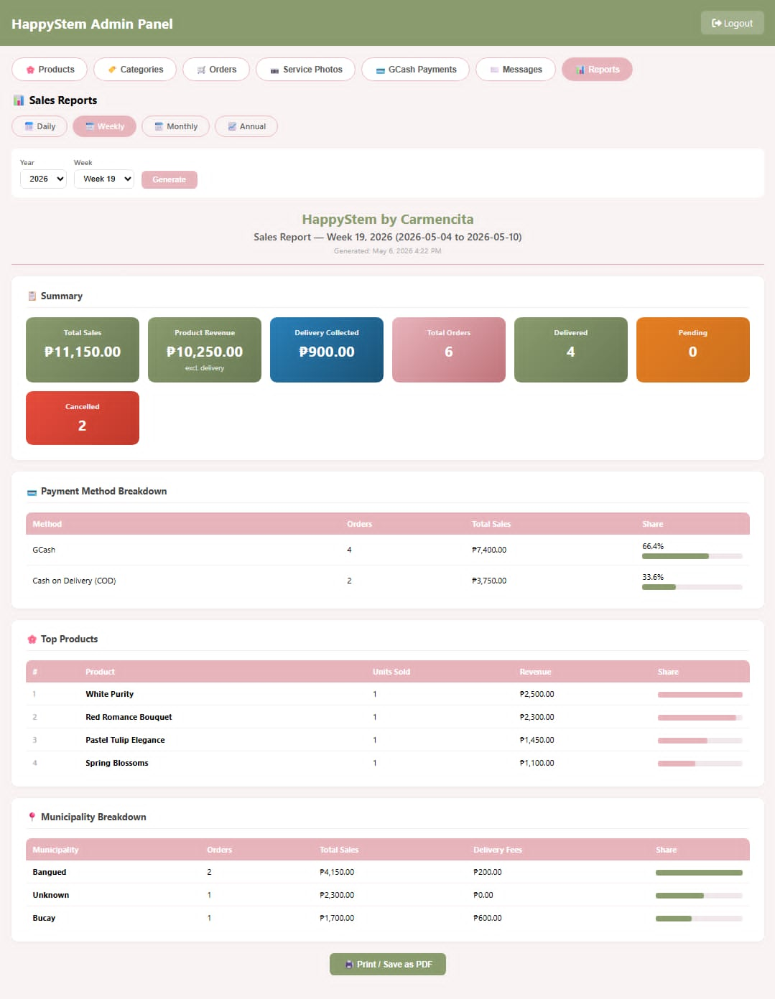 HappyStem Admin Panel
Logout
Products
Categories
Orders
Service Photos
GCash Payments
Messages
Reports
Sales Reports
Daily
Weekly
Monthly
Annual
Year
Week
2026
Week 19
Generate
HappyStem by Carmencita
Sales Report — Week 19, 2026 (2026-05-04 to 2026-05-10)
Generated: May 6, 2026 4:22 PM
Summary
Total Sales
₱11,150.00
Product Revenue
₱10,250.00
excl. delivery
Delivery Collected
₱900.00
Total Orders
6
Delivered
4
Pending
0
Cancelled
2
Payment Method Breakdown
Method Orders Total Sales Share
GCash 4 ₱7,400.00 66.4%
Cash on Delivery (COD) 2 ₱3,750.00 33.6%
Top Products
# Product Units Sold Revenue Share
1 White Purity 1 ₱2,500.00
2 Red Romance Bouquet 1 ₱2,300.00
3 Pastel Tulip Elegance 1 ₱1,450.00
4 Spring Blossoms 1 ₱1,100.00
Municipality Breakdown
Municipality Orders Total Sales Delivery Fees Share
Bangued 2 ₱4,150.00 ₱200.00
Unknown 1 ₱2,300.00 ₱0.00
Bucay 1 ₱1,700.00 ₱600.00
Print / Save as PDF